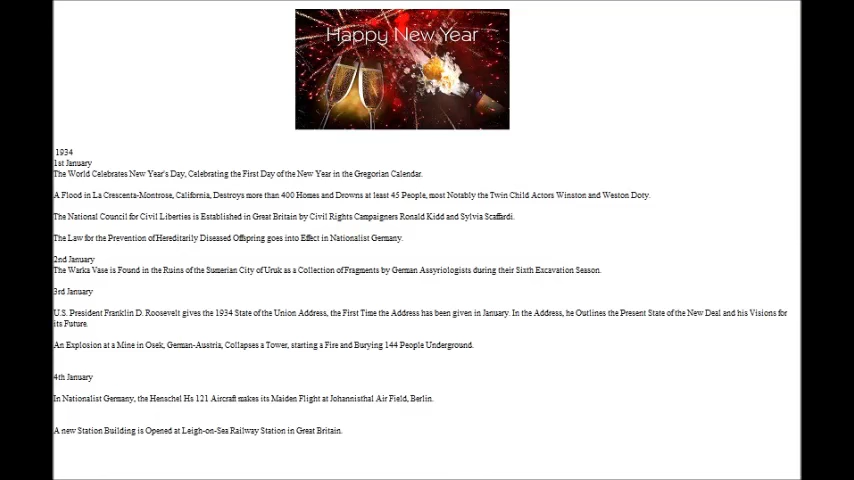 Happy New Year
1934
1st January
The World Celebrates New Year's Day, Celebrating the First Day of the New Year in the Gregorian Calendar.
A Flood in La Crescenta-Montrose, California, Destroys more than 400 Homes and Drowns at least 45 People, most Notably the Twin Child Actors Winston and Weston Doty.
The National Council for Civil Liberties is Established in Great Britain by Civil Rights Campaigners Ronald Kidd and Sylvia Scaffardi.
The Law for the Prevention of Hereditarily Diseased Offspring goes into Effect in Nationalist Germany.
2nd January
The Warka Vase is Found in the Ruins of the Sumerian City of Uruk as a Collection of Fragments by German Assyriologists during their Sixth Excavation Season.
3rd January
U.S. President Franklin D. Roosevelt gives the 1934 State of the Union Address, the First Time the Address has been given in January. In the Address, he Outlines the Present State of the New Deal and his Visions for
its Future.
An Explosion at a Mine in Osek, German-Austria, Collapses a Tower, starting a Fire and Burying 144 People Underground.
4th January
In Nationalist Germany, the Henschel Hs 121 Aircraft makes its Maiden Flight at Johannisthal Air Field, Berlin.
A new Station Building is Opened at Leigh-on-Sea Railway Station in Great Britain.